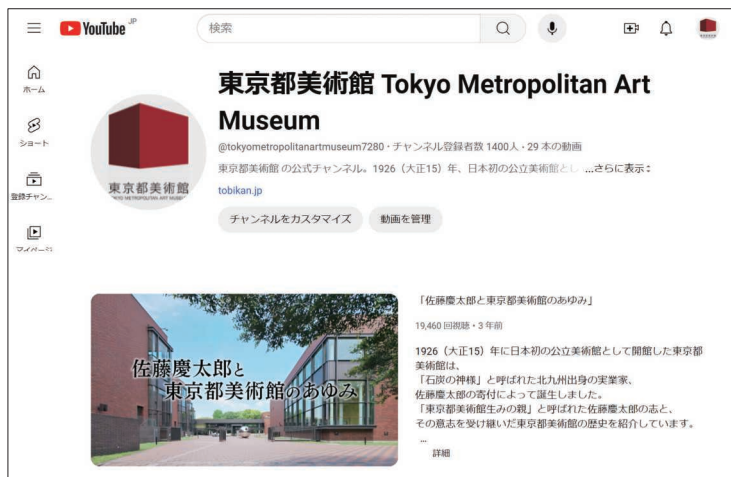 YouTube JP
検索
ホーム
ショート
登録チャン...
マイページ
東京都美術館 Tokyo Metropolitan Art
Museum
@tokyometropolitanartmuseum7280・チャンネル登録者数 1400人・29 本の動画
東京都美術館 の公式チャンネル。1926（大正15）年、日本初の公立美術館とし ...さらに表示
tobikan.jp
チャンネルをカスタマイズ 動画を管理
東京都美術館
TOKYO METROPOLITAN ART MUSEUM
佐藤慶太郎と
東京都美術館のあゆみ
「佐藤慶太郎と東京都美術館のあゆみ」
19,460 回視聴・3 年前
1926（大正15）年に日本初の公立美術館として開館した東京都
美術館は、
「石炭の神様」と呼ばれた北九州出身の実業家、
佐藤慶太郎の寄付によって誕生しました。
「東京都美術館生みの親」と呼ばれた佐藤慶太郎の志と、
その意志を受け継いだ東京都美術館の歴史を紹介しています。
...
詳細